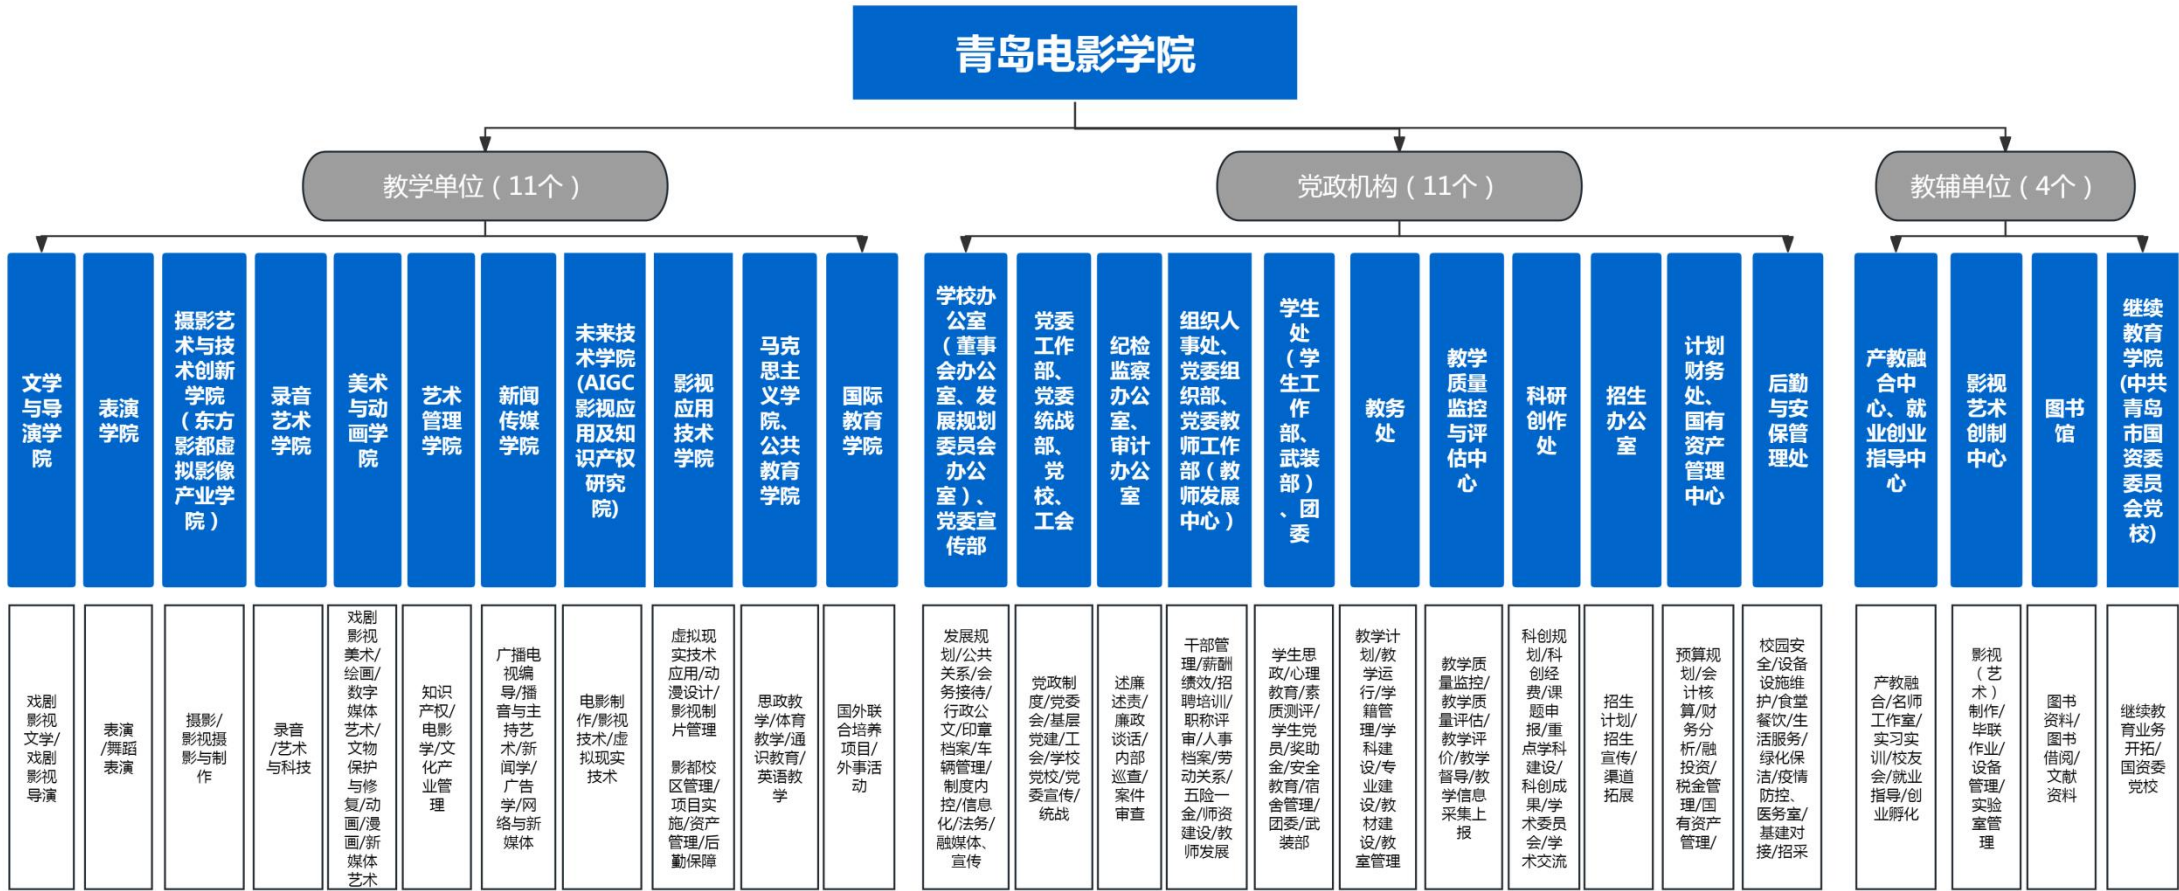 青岛电影学院
教学单位（11个）
党政机构（11个）
教辅单位（4个）
文学
与导
演学
院
表演
学院
摄影艺
术与技
术创新
学院
（东方
影都虚
拟影像
产业学
院）
录音
艺术
学院
美术
与动
画学
院
艺术
管理
学院
新闻
传媒
学院
未来技
术学院
(AIGC
影视应
用及知
识产权
研究
院)
影视
应用
技术
学院
马克
思主
义学
院、
公共
教育
学院
国际
教育
学院
学校办
公室
（董事
会办公
室、发
展规划
委员会
办公
室）、
党委宣
传部
党委
工作
部、
党委
统战
部、
党
校、
工会
纪检
监察
办公
室、
审计
办公
室
组织人
事处、
党委组
织部、
党委教
师工作
部（教
师发展
中心）
学生
处
（学
生工
作
部、
武装
部）
、团
委
教务
处
教学
质量
监控
与评
估中
心
科研
创作
处
招生
办公
室
计划
财务
处、
国有
资产
管理
中心
后勤
与安
保管
理处
产教融
合中
心、就
业创业
指导中
心
影视
艺术
创制
中心
图书
馆
继续
教育
学院
(中共
青岛
市国
资委
委员
会党
校)
戏剧
影视
文学/
戏剧
影视
导演
表演
/舞蹈
表演
摄影/
影视摄
影与制
作
录音
/艺术
与科技
戏剧
影视
美术/
绘画/
数字
媒体
艺术/
文物
保护
与修
复/动
画/漫
画/新
媒体
艺术
知识
产权/
电影
学/文
化产
业管
理
广播电
视编
导/播
音与主
持艺
术/新
闻学/
广告
学/网
络与新
媒体
电影制
作/影视
技术/虚
拟现实
技术
虚拟现
实技术
应用/动
漫设计/
影视制
片管理
影都校
区管理/
项目实
施/资产
管理/后
勤保障
思政教
学/体育
教学/通
识教育/
英语教
学
国外联
合培养
项目/
外事活
动
发展规
划/公共
关系/会
务接待/
行政公
文/印章
档案/车
辆管理/
制度内
控/信息
化/法务/
融媒体、
宣传
党政制
度/党委
会/基层
党建/工
会/学校
党校/党
委宣传/
统战
述廉
述责/
廉政
谈话/
内部
巡查/
案件
审查
干部管
理/薪酬
绩效/招
聘培训/
职称评
审/人事
档案/劳
动关系/
五险一
金/师资
建设/教
师发展
学生思
政/心理
教育/素
质测评/
学生党
员/奖助
金/安全
教育/宿
舍管理/
团委/武
装部
教学计
划/教
学运
行/学
籍管
理/学
科建
设/专
业建
设/教
材建
设/教
室管理
教学质
量监控/
教学质
量评估/
教学评
价/教学
督导/教
学信息
采集上
报
科创规
划/科
创经
费/课
题申
报/重
点学科
建设/
科创成
果/学
术委员
会/学
术交流
招生
计划/
招生
宣传/
渠道
拓展
预算规
划/会
计核
算/财
务分
析/融
投资/
税金管
理/国
有资产
管理/
校园安
全/设备
设施维
护/食堂
餐饮/生
活服务/
绿化保
洁/疫情
防控、
医务室/
基建对
接/招采
产教融
合/名师
工作室/
实习实
训/校友
会/就业
指导/创
业孵化
影视
（艺
术）
制作/
毕联
作业/
设备
管理/
实验
室管
理
图书
资料/
图书
借阅/
文献
资料
继续教
育业务
开拓/
国资委
党校